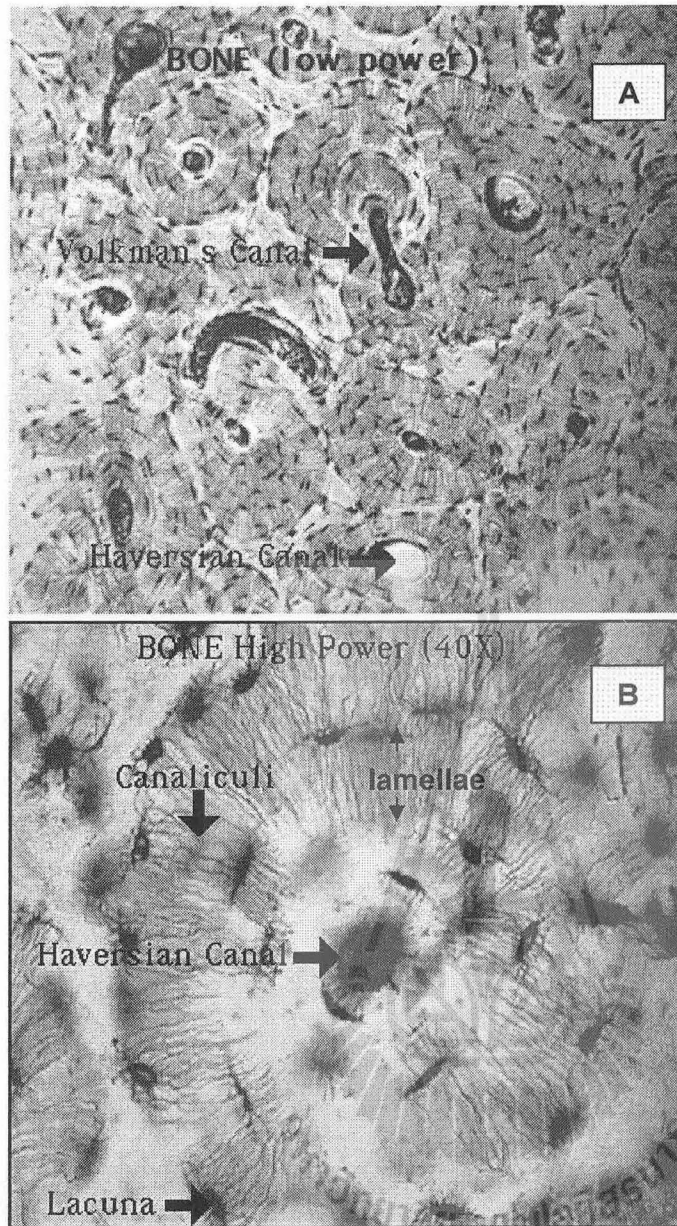 BONE (low power)
A
Volkman s Canal
Haversian Canal
BONE High Power (40X)
B
Canaliculi
lamellae
Haversian Canal
Lacuna